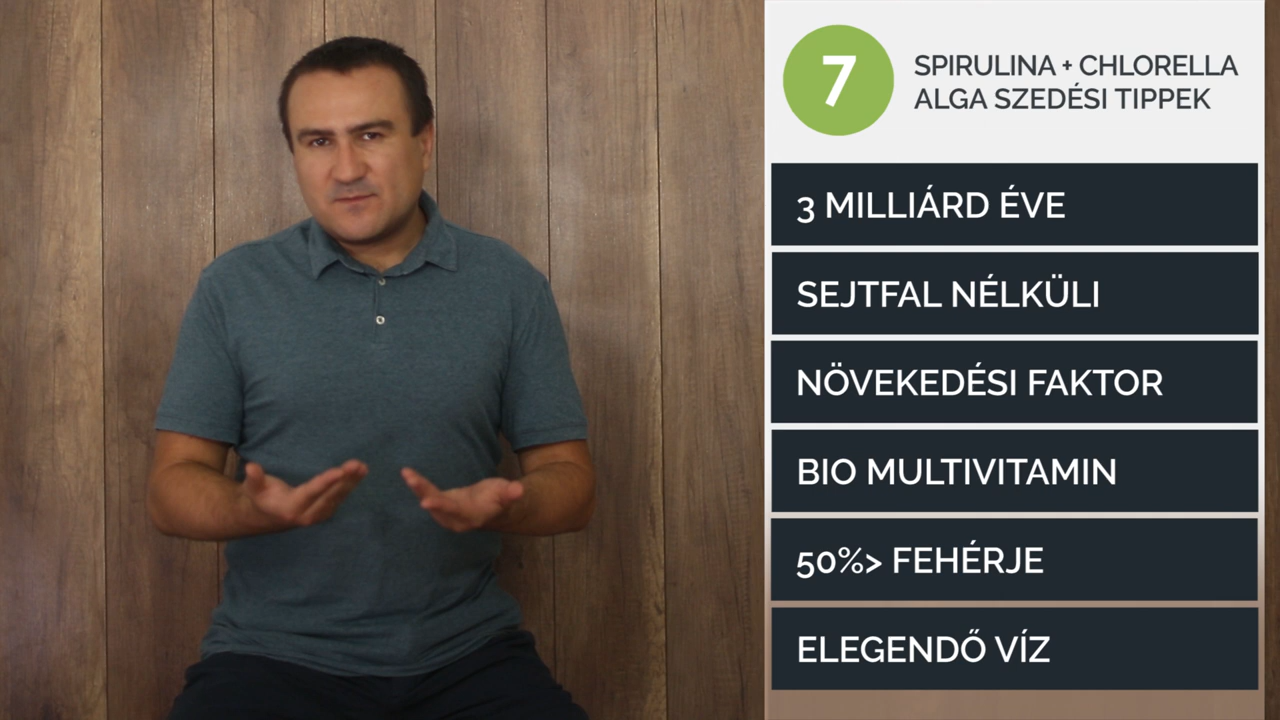 7
SPIRULINA + CHLORELLA
ALGA SZEDÉSI TIPPEK
3 MILLIÁRD ÉVE
SEJTFAL NÉLKÜLI
NÖVEKEDÉSI FAKTOR
BIO MULTIVITAMIN
50%> FEHÉRJE
ELEGENDŐ VÍZ